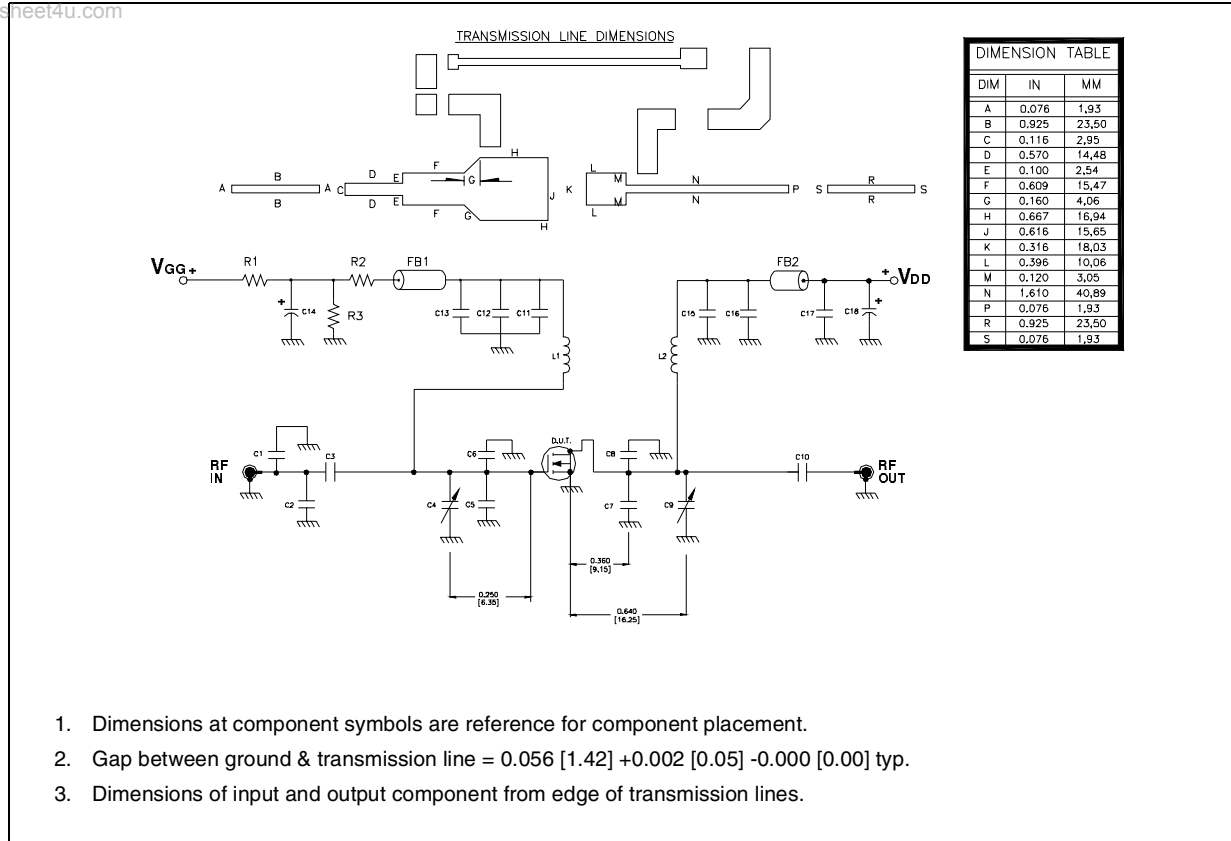 sheet4u.com
TRANSMISSION LINE DIMENSIONS
DIMENSION TABLE
DIM IN MM
A 0.076 1,93
B 0.925 23,50
C 0.116 2,95
D 0.570 14,48
E 0.100 2,54
F 0.609 15,47
G 0.160 4,06
H 0.667 16,94
J 0.616 15,65
K 0.316 18,03
L 0.396 10,06
M 0.120 3,05
N 1.610 40,89
P 0.076 1,93
R 0.925 23,50
S 0.076 1,93
A B B A C D D E E F F G G H H J K L L M M N N P S R R S
VGG+ R1 R2 FB1 FB2 + VDD
+ C14 R3 C13 C12 C11 C15 C16 C17 C18 +
L1 L2
D.U.T.
C1 C3 C6 C8 C10
RF IN
RF OUT
C2 C4 C5 C7 C9
0.360
[9.15]
0.250
[6.35]
0.640
[16.25]
1. Dimensions at component symbols are reference for component placement.
2. Gap between ground & transmission line = 0.056 [1.42] +0.002 [0.05] -0.000 [0.00] typ.
3. Dimensions of input and output component from edge of transmission lines.